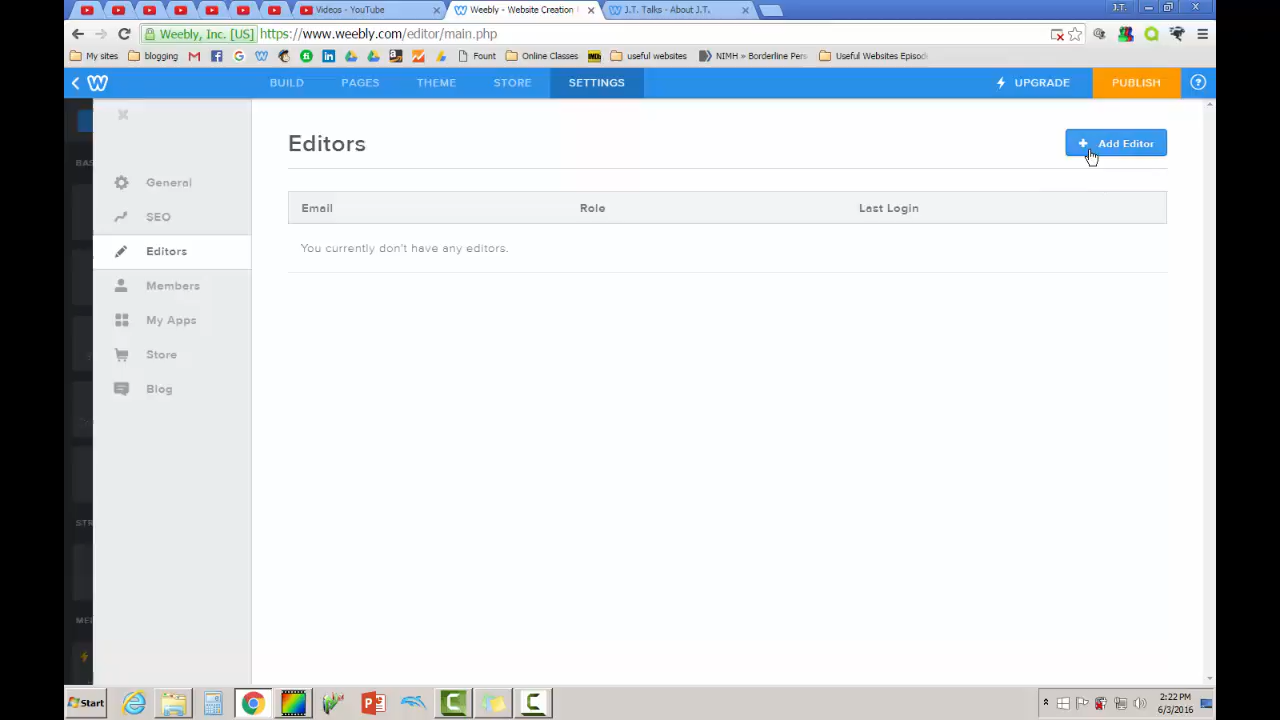 Videos - YouTube
Weebly - Website Creation
J.T. Talks - About J.T.
J.T.
Weebly, Inc. [US]
https://www.weebly.com/editor/main.php
My sites
blogging
Fount
Online Classes
useful websites
NIMH » Borderline Pers
Useful Websites Episod
BUILD
PAGES
THEME
STORE
SETTINGS
UPGRADE
PUBLISH
?
Editors
+ Add Editor
General
SEO
Editors
Members
My Apps
Store
Blog
Email
Role
Last Login
You currently don't have any editors.
BAS
STR
ME
Start
2:22 PM
6/3/2016